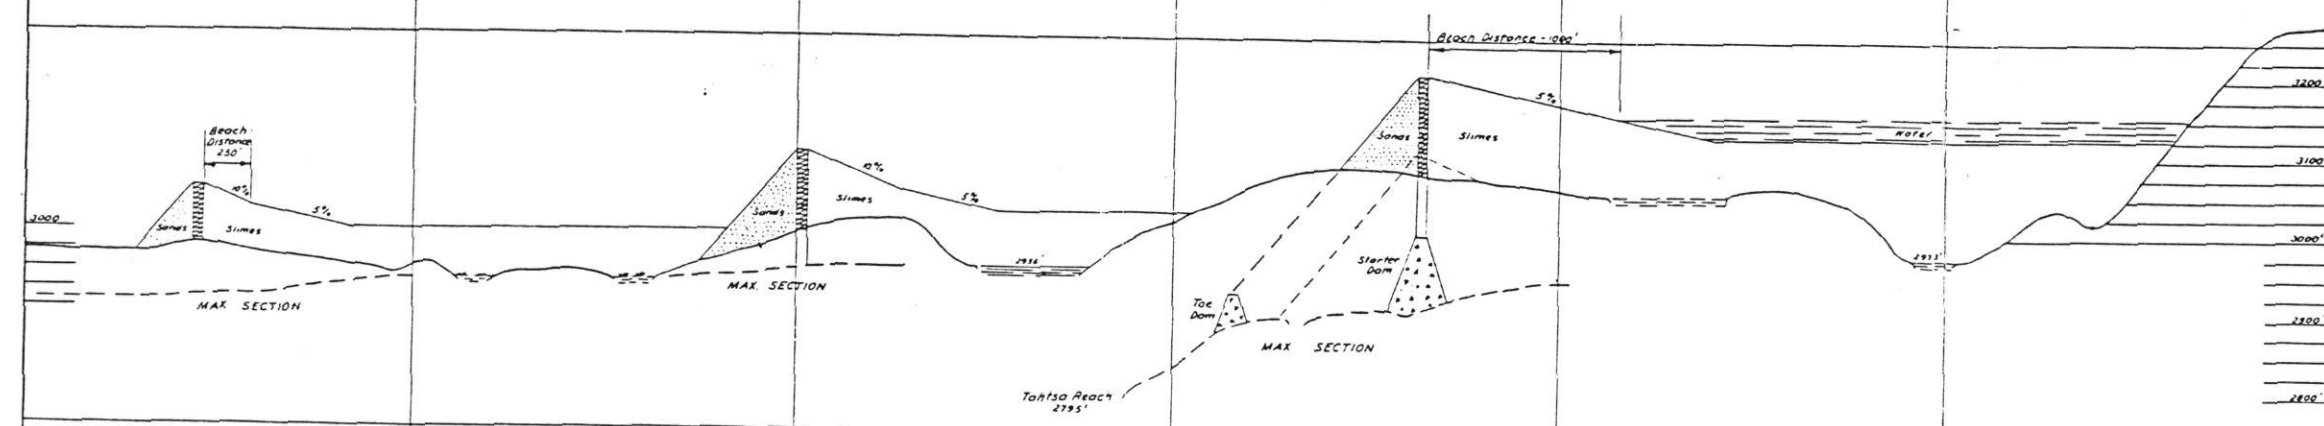 Beach Distance - 1000'
3200
5%
Beach
Distance
250'
Sands
Slimes
Water
3100
10%
10%
3000
5%
Sands
Slimes
5%
Sands
Slimes
3000'
2956'
Starter
Dam
2933'
MAX SECTION
MAX. SECTION
Toe
Dam
2900'
MAX SECTION
Tahtsa Reach
2795'
2800'